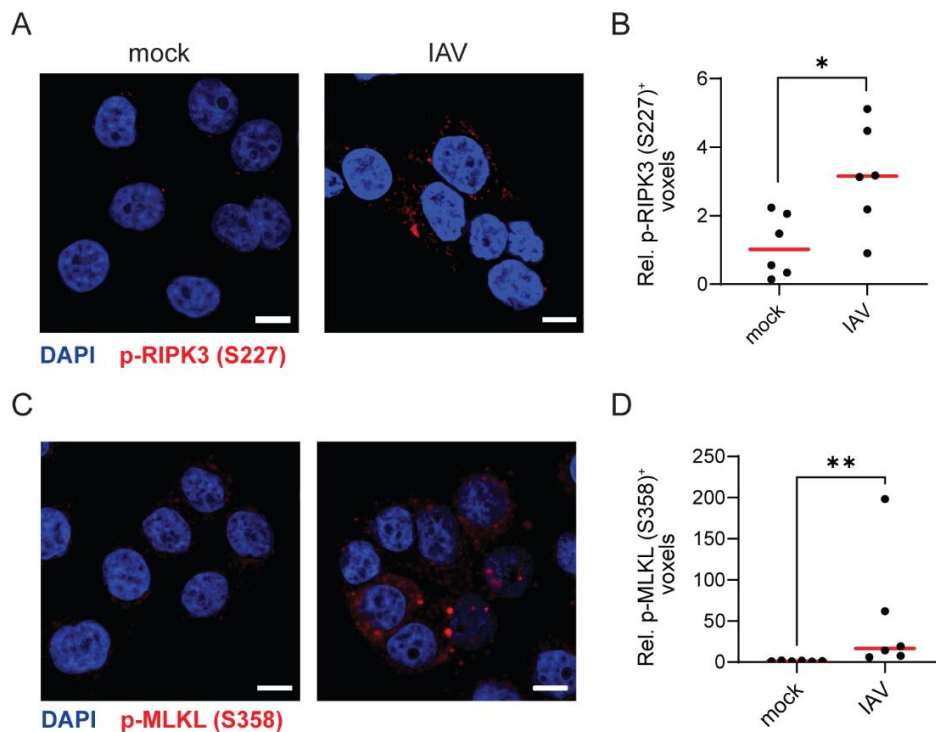 A
mock
IAV
DAPI p-RIPK3 (S227)
B
Rel. p-RIPK3 (S227)⁺
voxels
6
4
2
0
*
mock
IAV
C
DAPI p-MLKL (S358)
D
Rel. p-MLKL (S358)⁺
voxels
250
200
150
100
50
0
**
mock
IAV